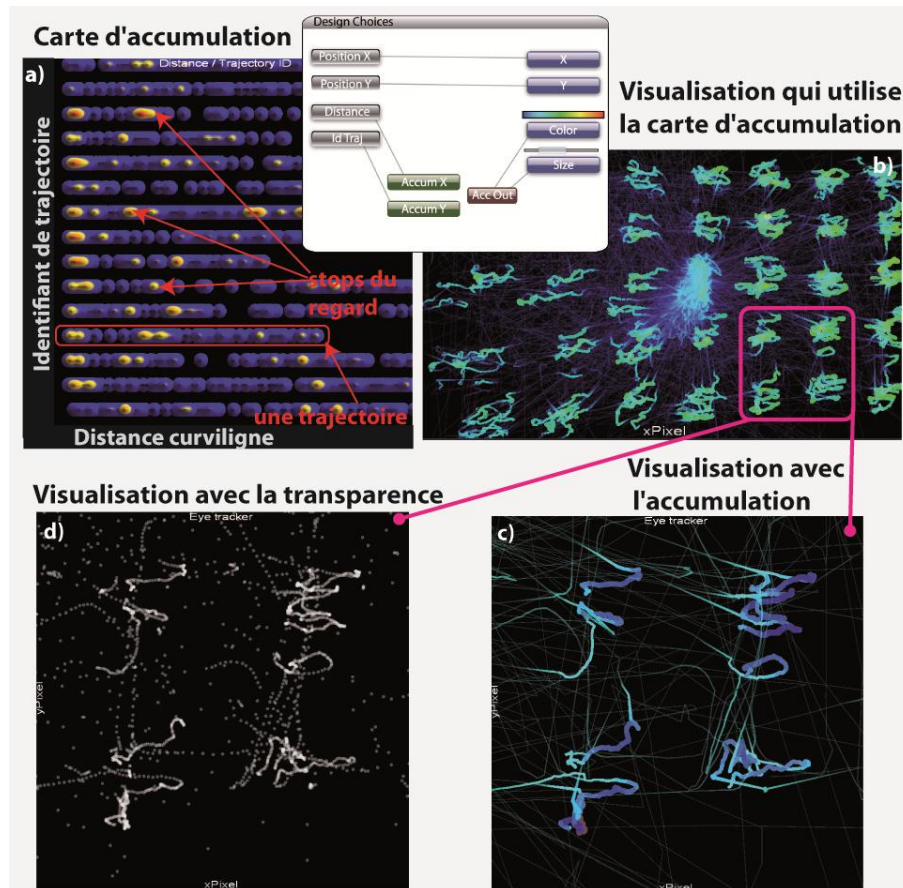 Design Choices
Position X
X
Position Y
Y
Distance
Color
Id Traj
Size
Accum X
Acc Out
Accum Y
Carte d'accumulation
a)
Distance / Trajectory ID
Identifiant de trajectoire
stops du
regard
une trajectoire
Distance curviligne
Visualisation qui utilise
la carte d'accumulation
b)
xPixel
Visualisation avec la transparence
d)
Eye tracker
yPixel
xPixel
Visualisation avec
l'accumulation
c)
Eye tracker
yPixel
xPixel